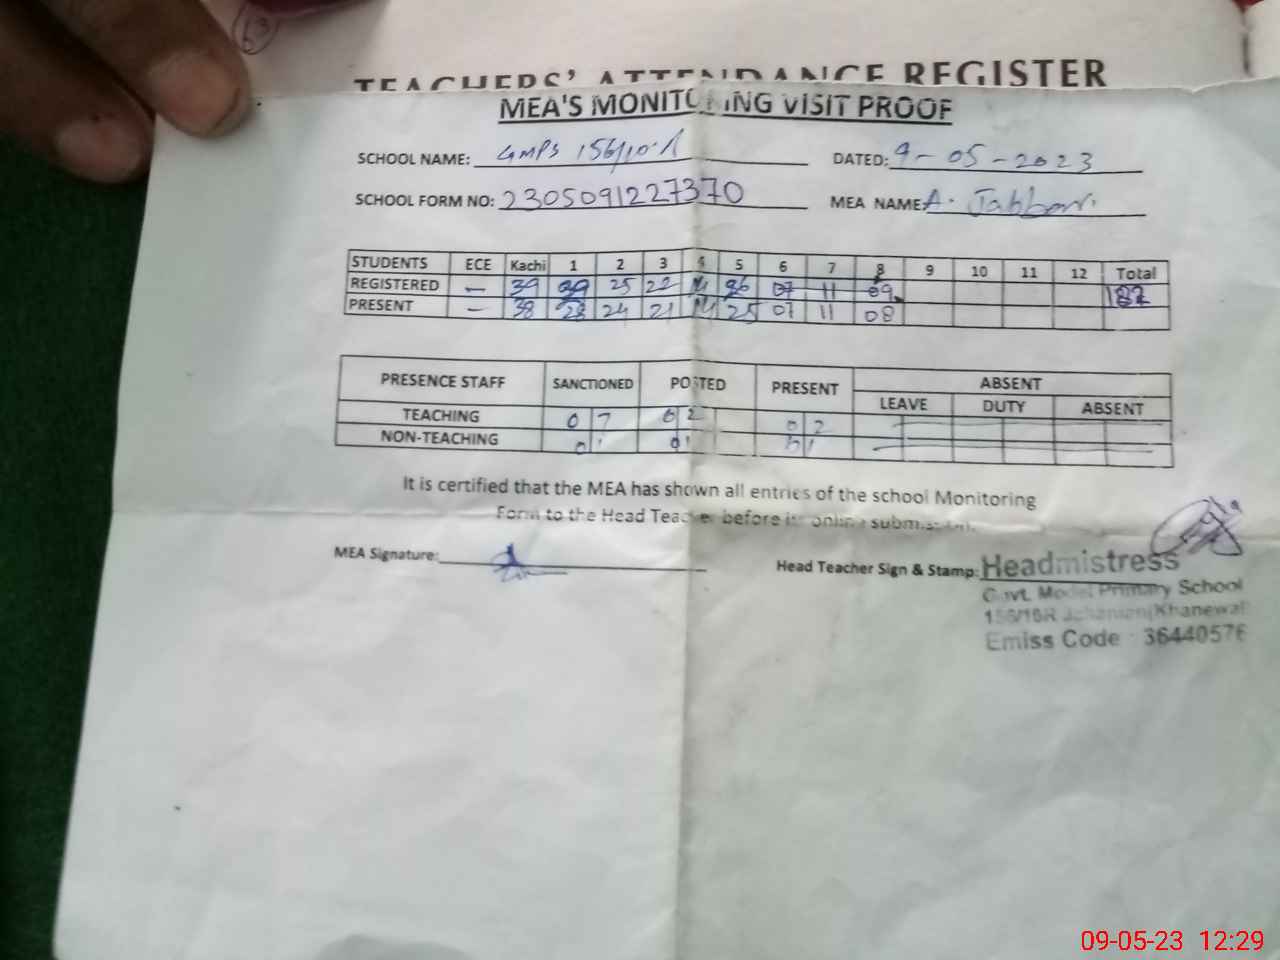 63
TEACHERS' ATTENDANCE REGISTER
MEA'S MONITORING VISIT PROOF
SCHOOL NAME: GMPS 156/10.R DATED: 9-05-2023
SCHOOL FORM NO: 2305091227370 MEA NAME: A. Jabbar
STUDENTS ECE Kachi 1 2 3 4 5 6 7 8 9 10 11 12 Total
REGISTERED — 39 25 22 14 07 11 09 182
PRESENT — 38 28 24 21 14 25 07 11 08
PRESENCE STAFF SANCTIONED POSTED PRESENT ABSENT
LEAVE DUTY ABSENT
TEACHING 07 02 02
NON-TEACHING 01 01 01
It is certified that the MEA has shown all entries of the school Monitoring
Form to the Head Teacher before its online submission.
MEA Signature:
Head Teacher Sign & Stamp: Headmistress
Govt. Model Primary School
Jehanian(Khanewal)
Emiss Code 36440576
09-05-23 12:29